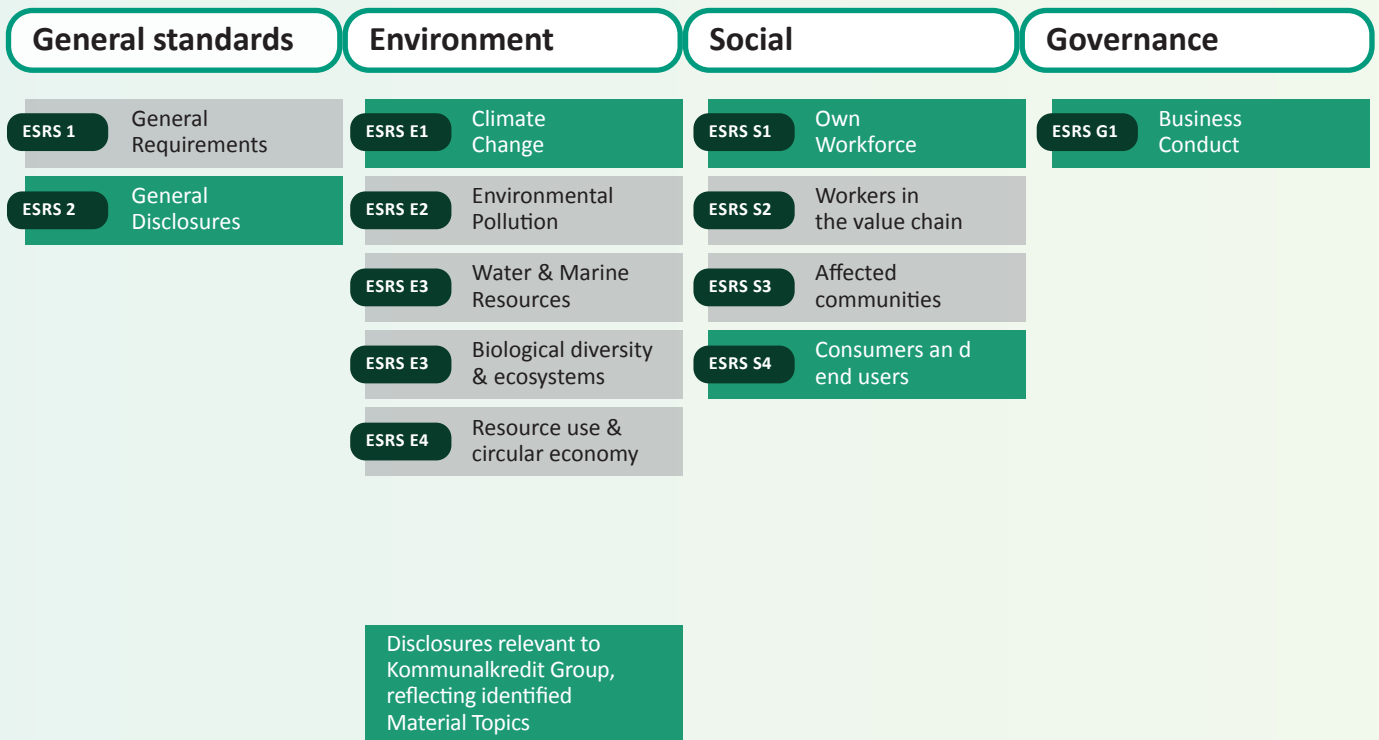 General standards
Environment
Social
Governance
ESRS 1
General
Requirements
ESRS 2
General
Disclosures
ESRS E1
Climate
Change
ESRS E2
Environmental
Pollution
ESRS E3
Water & Marine
Resources
ESRS E3
Biological diversity
& ecosystems
ESRS E4
Resource use &
circular economy
ESRS S1
Own
Workforce
ESRS S2
Workers in
the value chain
ESRS S3
Affected
communities
ESRS S4
Consumers an d
end users
ESRS G1
Business
Conduct
Disclosures relevant to
Kommunalkredit Group,
reflecting identified
Material Topics